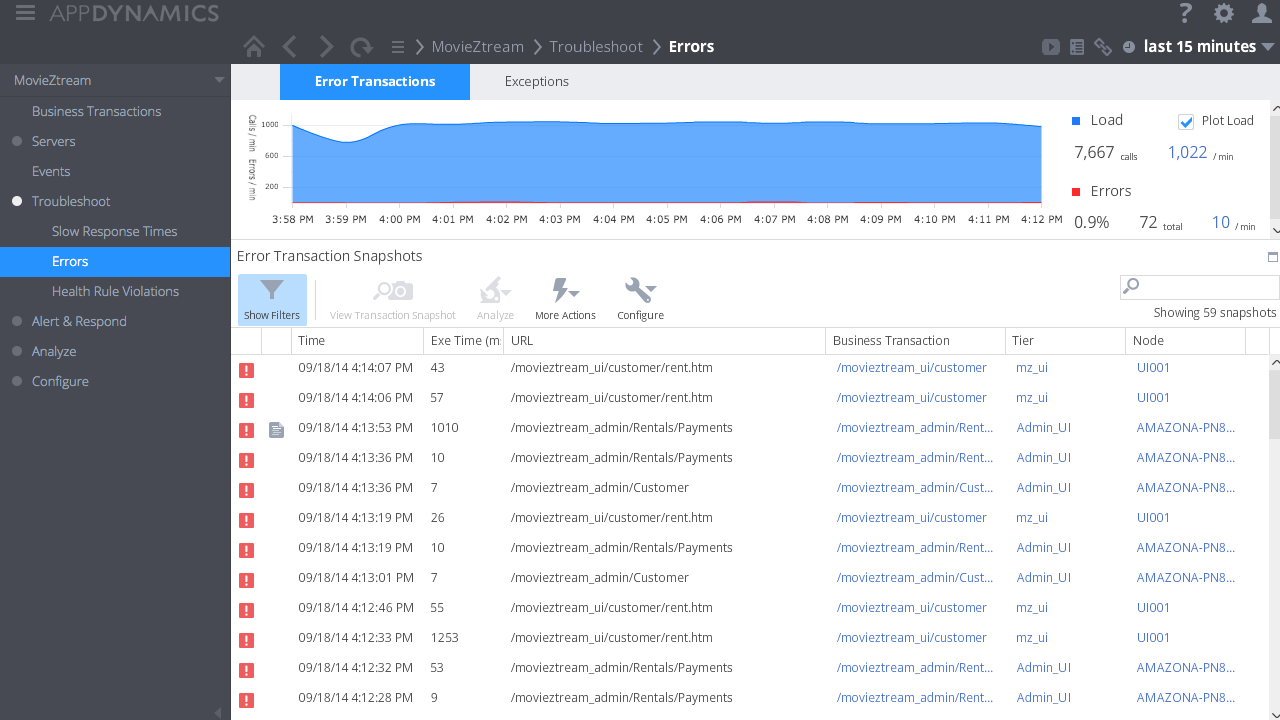 APPDYNAMICS
?
MovieZtream Troubleshoot Errors
last 15 minutes
MovieZtream
Business Transactions
Servers
Events
Troubleshoot
Slow Response Times
Errors
Health Rule Violations
Alert & Respond
Analyze
Configure
Error Transactions Exceptions
Calls / min
Errors / min
1000
600
200
3:58 PM 3:59 PM 4:00 PM 4:01 PM 4:02 PM 4:03 PM 4:04 PM 4:05 PM 4:06 PM 4:07 PM 4:08 PM 4:09 PM 4:10 PM 4:11 PM 4:12 PM
Load Plot Load
7,667 calls 1,022 / min
Errors
0.9% 72 total 10 / min
Error Transaction Snapshots
Show Filters View Transaction Snapshot Analyze More Actions Configure
Showing 59 snapshots
Time Exe Time (m URL Business Transaction Tier Node
09/18/14 4:14:07 PM 43 /movieztream_ui/customer/rent.htm /movieztream_ui/customer mz_ui UI001
09/18/14 4:14:06 PM 57 /movieztream_ui/customer/rent.htm /movieztream_ui/customer mz_ui UI001
09/18/14 4:13:53 PM 1010 /movieztream_admin/Rentals/Payments /movieztream_admin/Rent... Admin_UI AMAZONA-PN8...
09/18/14 4:13:36 PM 10 /movieztream_admin/Rentals/Payments /movieztream_admin/Rent... Admin_UI AMAZONA-PN8...
09/18/14 4:13:36 PM 7 /movieztream_admin/Customer /movieztream_admin/Cust... Admin_UI AMAZONA-PN8...
09/18/14 4:13:19 PM 26 /movieztream_ui/customer/rent.htm /movieztream_ui/customer mz_ui UI001
09/18/14 4:13:19 PM 10 /movieztream_admin/Rentals/Payments /movieztream_admin/Rent... Admin_UI AMAZONA-PN8...
09/18/14 4:13:01 PM 7 /movieztream_admin/Customer /movieztream_admin/Cust... Admin_UI AMAZONA-PN8...
09/18/14 4:12:46 PM 55 /movieztream_ui/customer/rent.htm /movieztream_ui/customer mz_ui UI001
09/18/14 4:12:33 PM 1253 /movieztream_ui/customer/rent.htm /movieztream_ui/customer mz_ui UI001
09/18/14 4:12:32 PM 53 /movieztream_admin/Rentals/Payments /movieztream_admin/Rent... Admin_UI AMAZONA-PN8...
09/18/14 4:12:28 PM 9 /movieztream_admin/Rentals/Payments /movieztream_admin/Rent... Admin_UI AMAZONA-PN8...